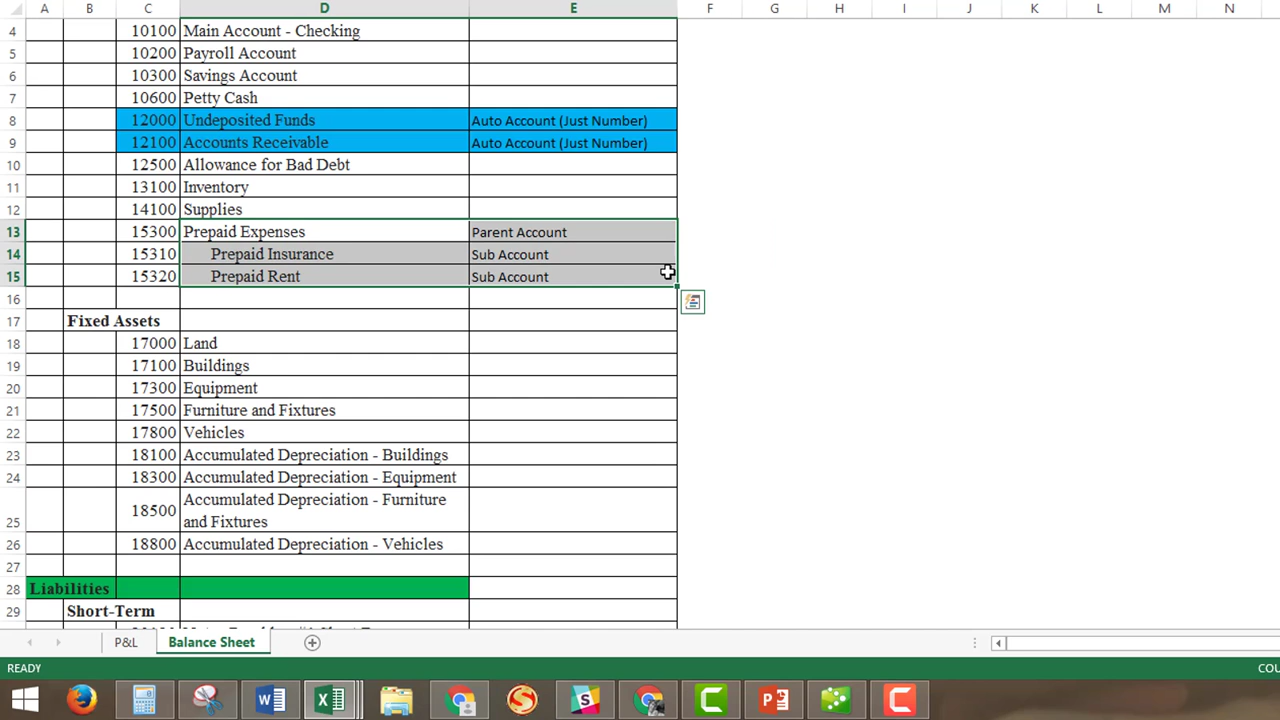 A B C D E F G H I J K L M N
4 10100 Main Account - Checking
5 10200 Payroll Account
6 10300 Savings Account
7 10600 Petty Cash
8 12000 Undeposited Funds Auto Account (Just Number)
9 12100 Accounts Receivable Auto Account (Just Number)
10 12500 Allowance for Bad Debt
11 13100 Inventory
12 14100 Supplies
13 15300 Prepaid Expenses Parent Account
14 15310 Prepaid Insurance Sub Account
15 15320 Prepaid Rent Sub Account
16
17 Fixed Assets
18 17000 Land
19 17100 Buildings
20 17300 Equipment
21 17500 Furniture and Fixtures
22 17800 Vehicles
23 18100 Accumulated Depreciation - Buildings
24 18300 Accumulated Depreciation - Equipment
Accumulated Depreciation - Furniture
25 18500 and Fixtures
26 18800 Accumulated Depreciation - Vehicles
27
28 Liabilities
29 Short-Term
P&L Balance Sheet
READY COU